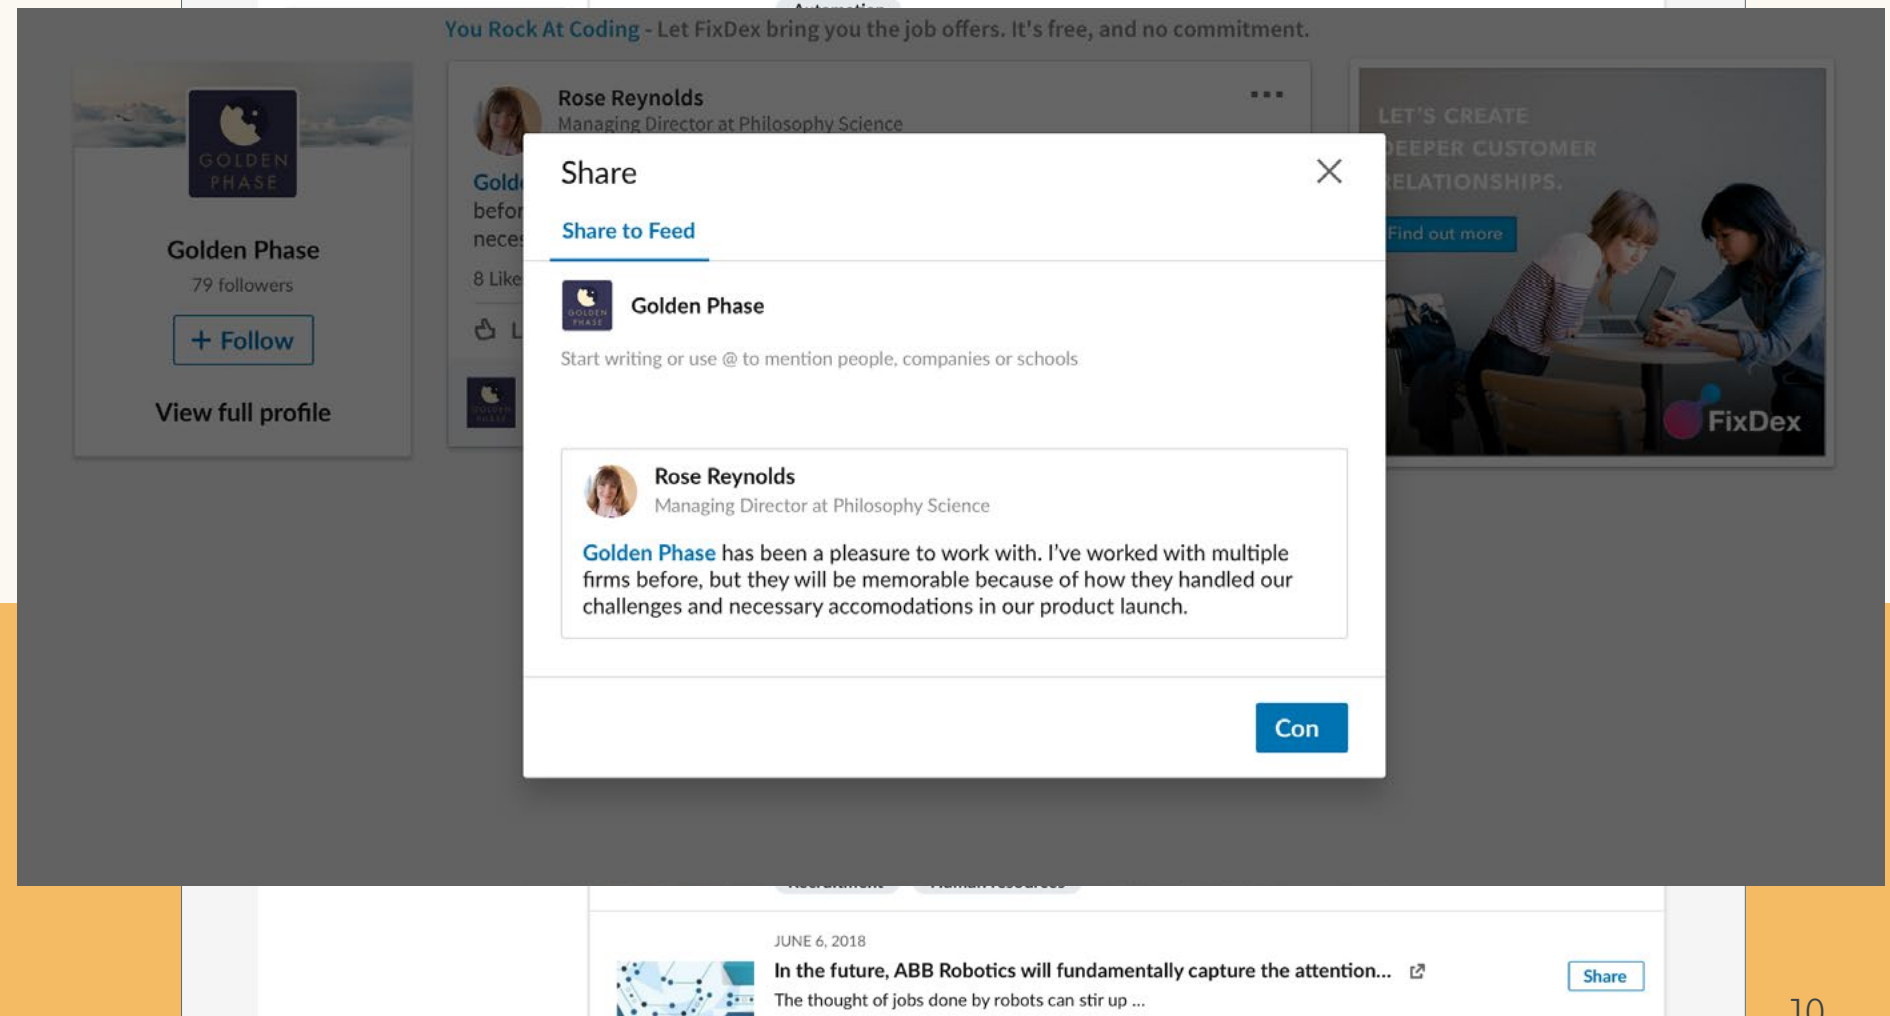 You Rock At Coding - Let FixDex bring you the job offers. It's free, and no commitment.
GOLDEN
PHASE
Golden Phase
79 followers
+ Follow
View full profile
Rose Reynolds
Managing Director at Philosophy Science
8 Like
LET'S CREATE
DEEPER CUSTOMER
RELATIONSHIPS.
Find out more
FixDex
Share
Share to Feed
GOLDEN
PHASE
Golden Phase
Start writing or use @ to mention people, companies or schools
Rose Reynolds
Managing Director at Philosophy Science
Golden Phase has been a pleasure to work with. I've worked with multiple
firms before, but they will be memorable because of how they handled our
challenges and necessary accomodations in our product launch.
Con
JUNE 6, 2018
In the future, ABB Robotics will fundamentally capture the attention...
Share
The thought of jobs done by robots can stir up ...
10